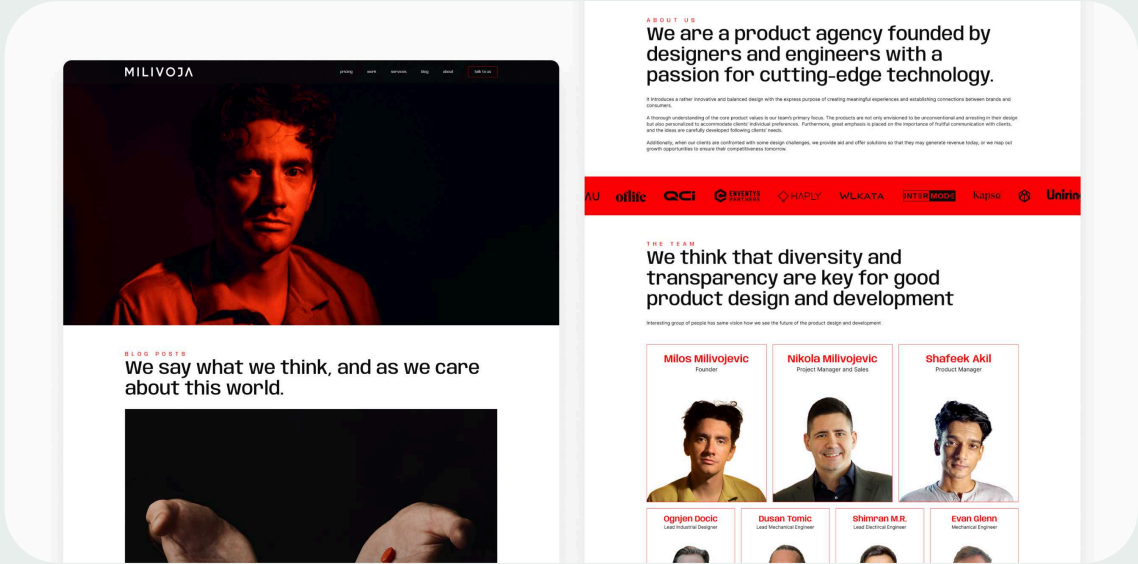 MILIVOJA
pricing work services blog about talk to us
BLOG POSTS
We say what we think, and as we care
about this world.
ABOUT US
We are a product agency founded by
designers and engineers with a
passion for cutting-edge technology.
It introduces a rather innovative and balanced design with the express purpose of creating meaningful experiences and establishing connections between brands and
consumers.
A thorough understanding of the core product values is our team's primary focus. The products are not only envisioned to be unconventional and arresting in their design
but also personalized to accommodate clients' individual preferences. Furthermore, great emphasis is placed on the importance of fruitful communication with clients,
and the ideas are carefully developed following clients' needs.
Additionally, when our clients are confronted with some design challenges, we provide aid and offer solutions so that they may generate revenue today, or we map out
growth opportunities to ensure their competitiveness tomorrow.
AU oflife QCi INVENTYS PARTNERS HAPLY WLKATA INTERMODE Kapsu Unirin
THE TEAM
We think that diversity and
transparency are key for good
product design and development
Interesting group of people has same vision how we see the future of the product design and development
Milos Milivojevic Nikola Milivojevic Shafeek Akil
Founder Project Manager and Sales Product Manager
Ognjen Docic Dusan Tomic Shimran M.R. Evan Glenn
Lead Industrial Designer Lead Mechanical Engineer Lead Electrical Engineer Mechanical Engineer